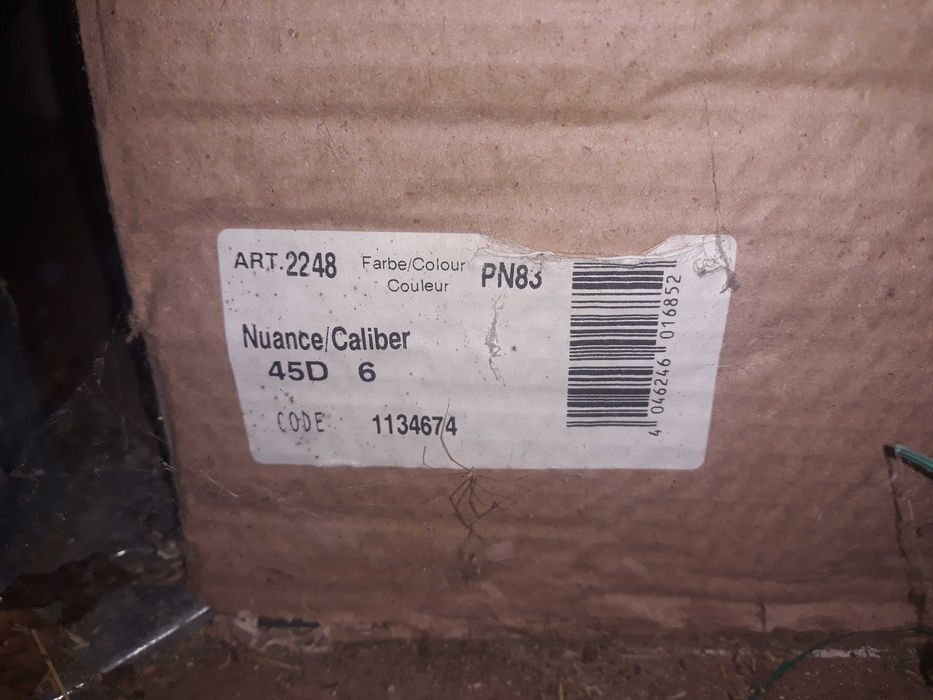 ART.2248 Farbe/Colour PN83
Couleur
Nuance/Caliber
45D 6
CODE 1134674
4 046246 016852